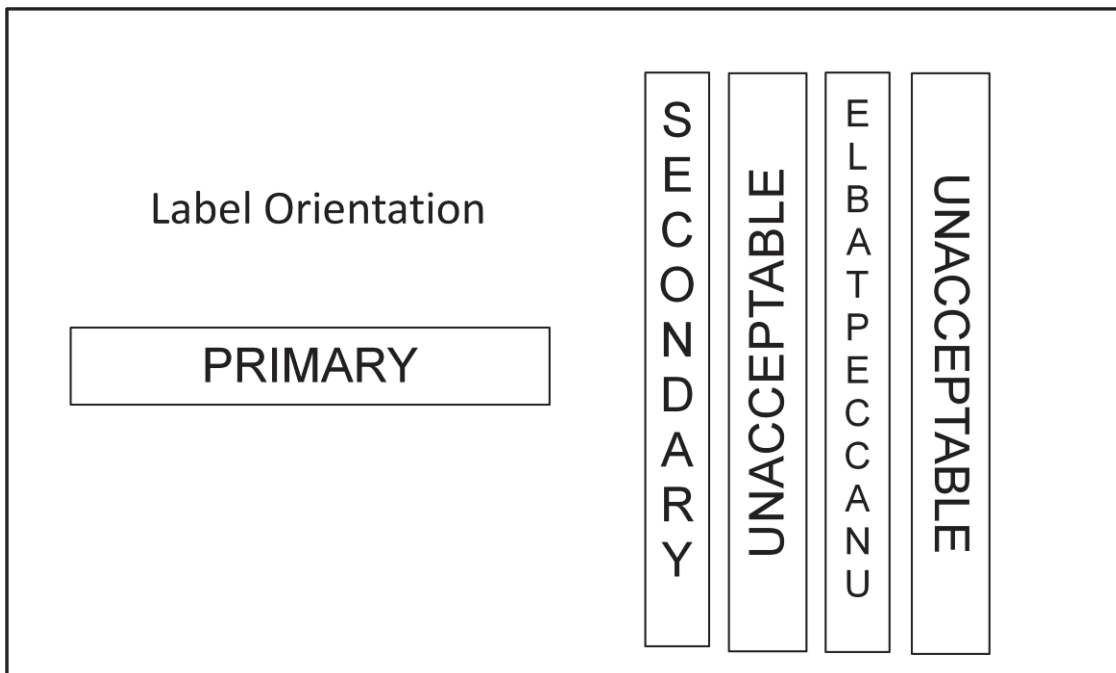 Label Orientation
PRIMARY
SECONDARY
UNACCEPTABLE
ELBATPECCANU
UNACCEPTABLE